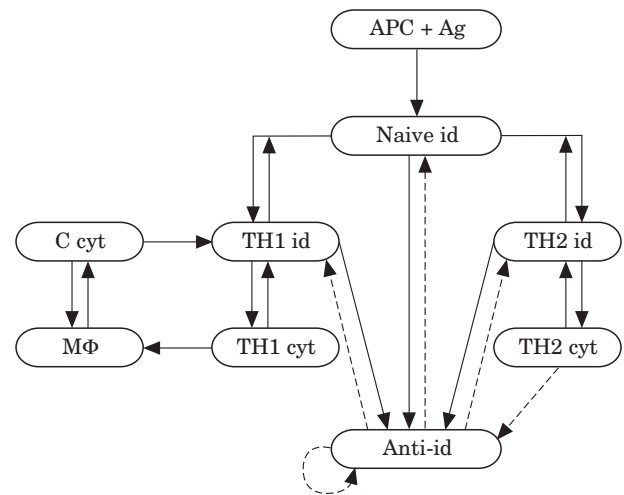 APC + Ag
Naive id
C cyt
TH1 id
TH2 id
MΦ
TH1 cyt
TH2 cyt
Anti-id